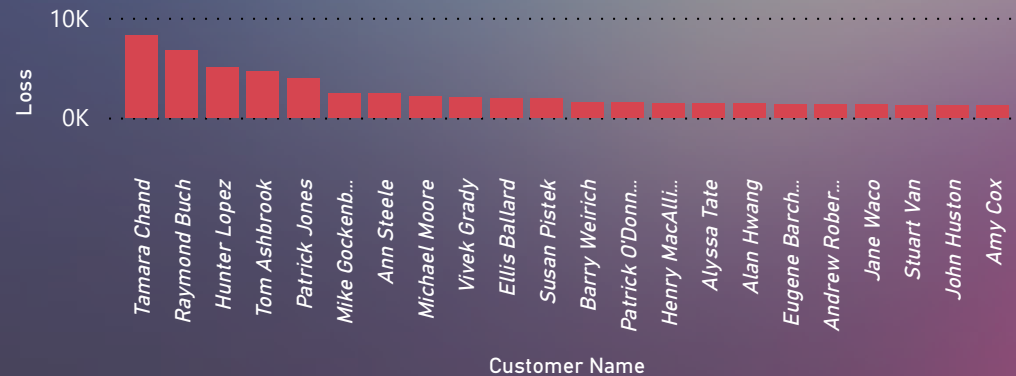 10K
Loss
0K
Tamara Chand
Raymond Buch
Hunter Lopez
Tom Ashbrook
Patrick Jones
Mike Gockenb...
Ann Steele
Michael Moore
Vivek Grady
Ellis Ballard
Susan Pistek
Barry Weirich
Patrick O'Donn...
Henry MacAlli...
Alyssa Tate
Alan Hwang
Eugene Barch...
Andrew Rober...
Jane Waco
Stuart Van
John Huston
Amy Cox
Customer Name